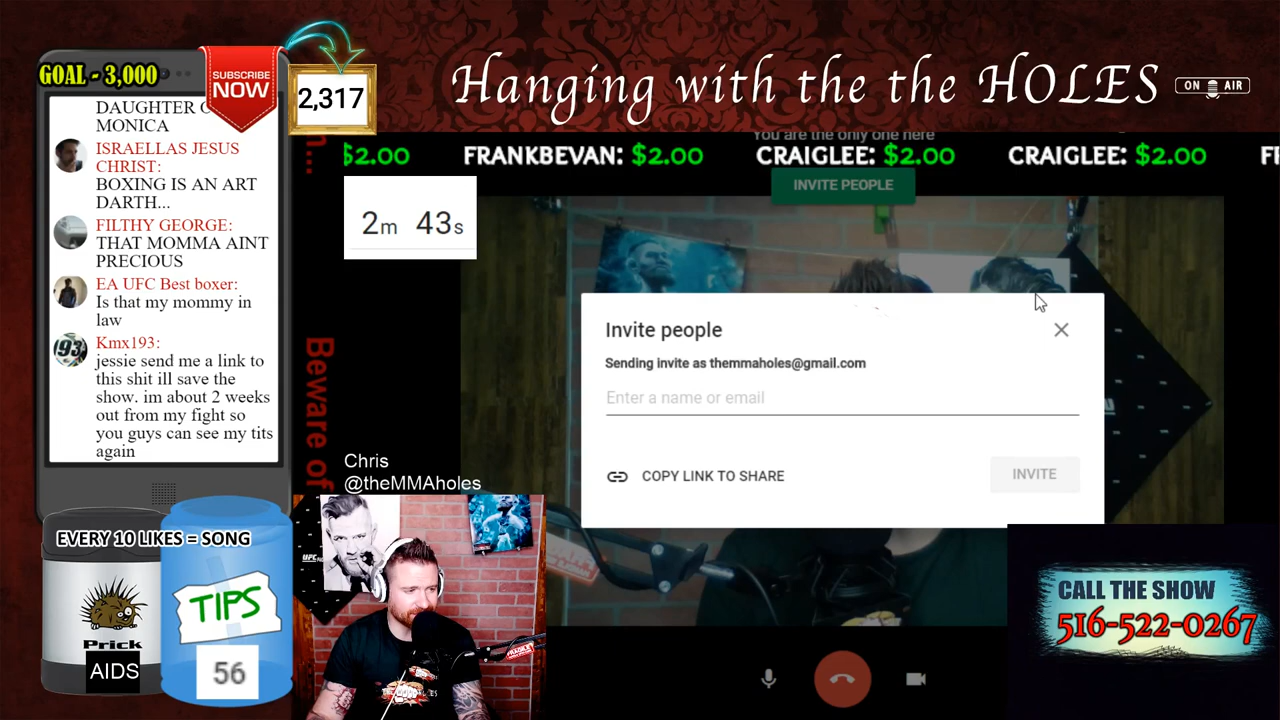 GOAL - 3,000
SUBSCRIBE
NOW
2,317
Hanging with the the HOLES
ON AIR
DAUGHTER
MONICA
ISRAELLAS JESUS
CHRIST:
BOXING IS AN ART
DARTH...
FILTHY GEORGE:
THAT MOMMA AINT
PRECIOUS
EA UFC Best boxer:
Is that my mommy in
law
Kmx193:
jessie send me a link to
this shit ill save the
show. im about 2 weeks
out from my fight so
you guys can see my tits
again
93
You are the only one here
$2.00 FRANKBEVAN: $2.00 CRAIGLEE: $2.00 CRAIGLEE: $2.00
INVITE PEOPLE
2m 43s
Beware of
Invite people
Sending invite as themmaholes@gmail.com
Enter a name or email
COPY LINK TO SHARE
INVITE
Chris
@theMMAholes
UFC
EVERY 10 LIKES = SONG
Prick
AIDS
TIPS
56
CALL THE SHOW
516-522-0267